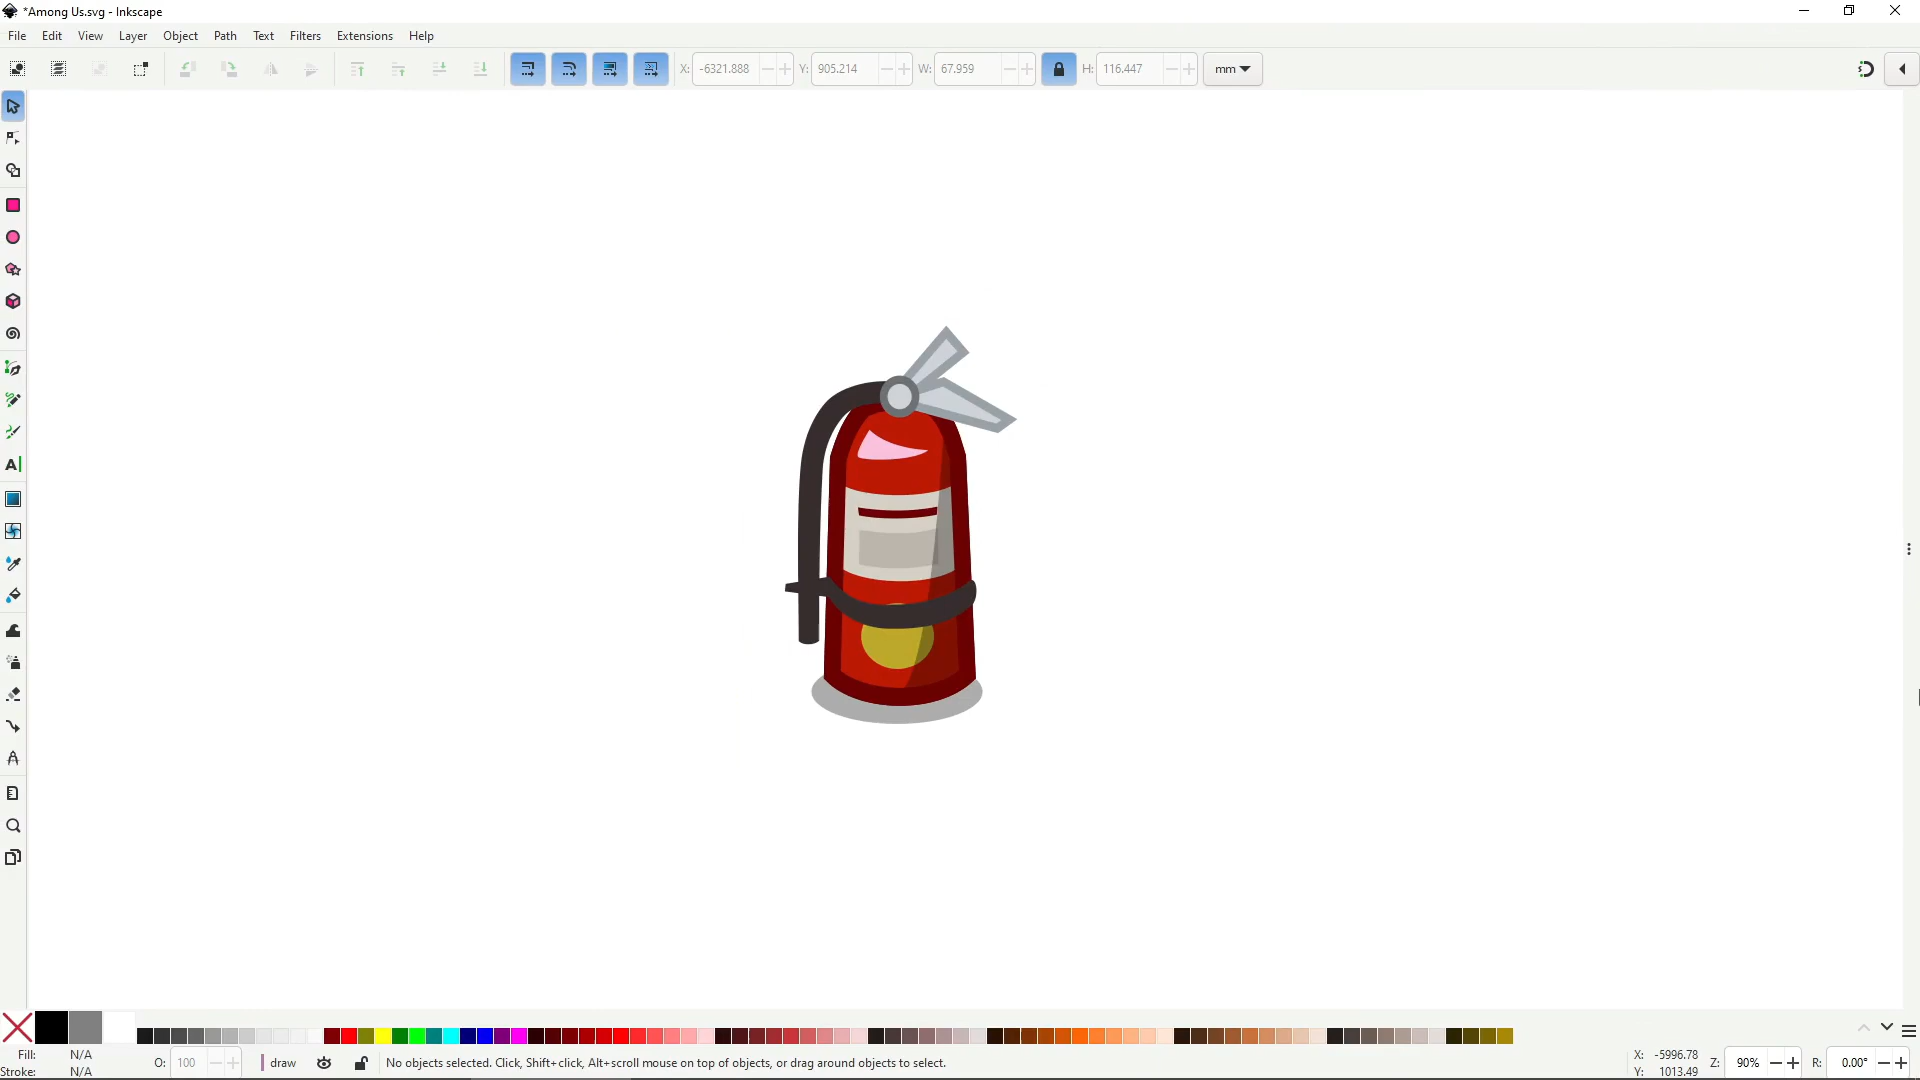 *Among Us.svg - Inkscape
File Edit View Layer Object Path Text Filters Extensions Help
X: -6321.888 Y: 905.214 W: 67.959 H: 116.447 mm
Fill: N/A
Stroke: N/A
O: 100
draw
No objects selected. Click, Shift+click, Alt+scroll mouse on top of objects, or drag around objects to select.
X: -5996.78
Y: 1013.49
Z: 90%
R: 0.00°